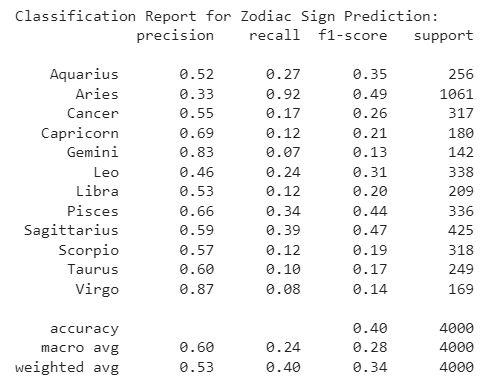 Classification Report for Zodiac Sign Prediction:
precision recall f1-score support
Aquarius 0.52 0.27 0.35 256
Aries 0.33 0.92 0.49 1061
Cancer 0.55 0.17 0.26 317
Capricorn 0.69 0.12 0.21 180
Gemini 0.83 0.07 0.13 142
Leo 0.46 0.24 0.31 338
Libra 0.53 0.12 0.20 209
Pisces 0.66 0.34 0.44 336
Sagittarius 0.59 0.39 0.47 425
Scorpio 0.57 0.12 0.19 318
Taurus 0.60 0.10 0.17 249
Virgo 0.87 0.08 0.14 169
accuracy 0.40 4000
macro avg 0.60 0.24 0.28 4000
weighted avg 0.53 0.40 0.34 4000